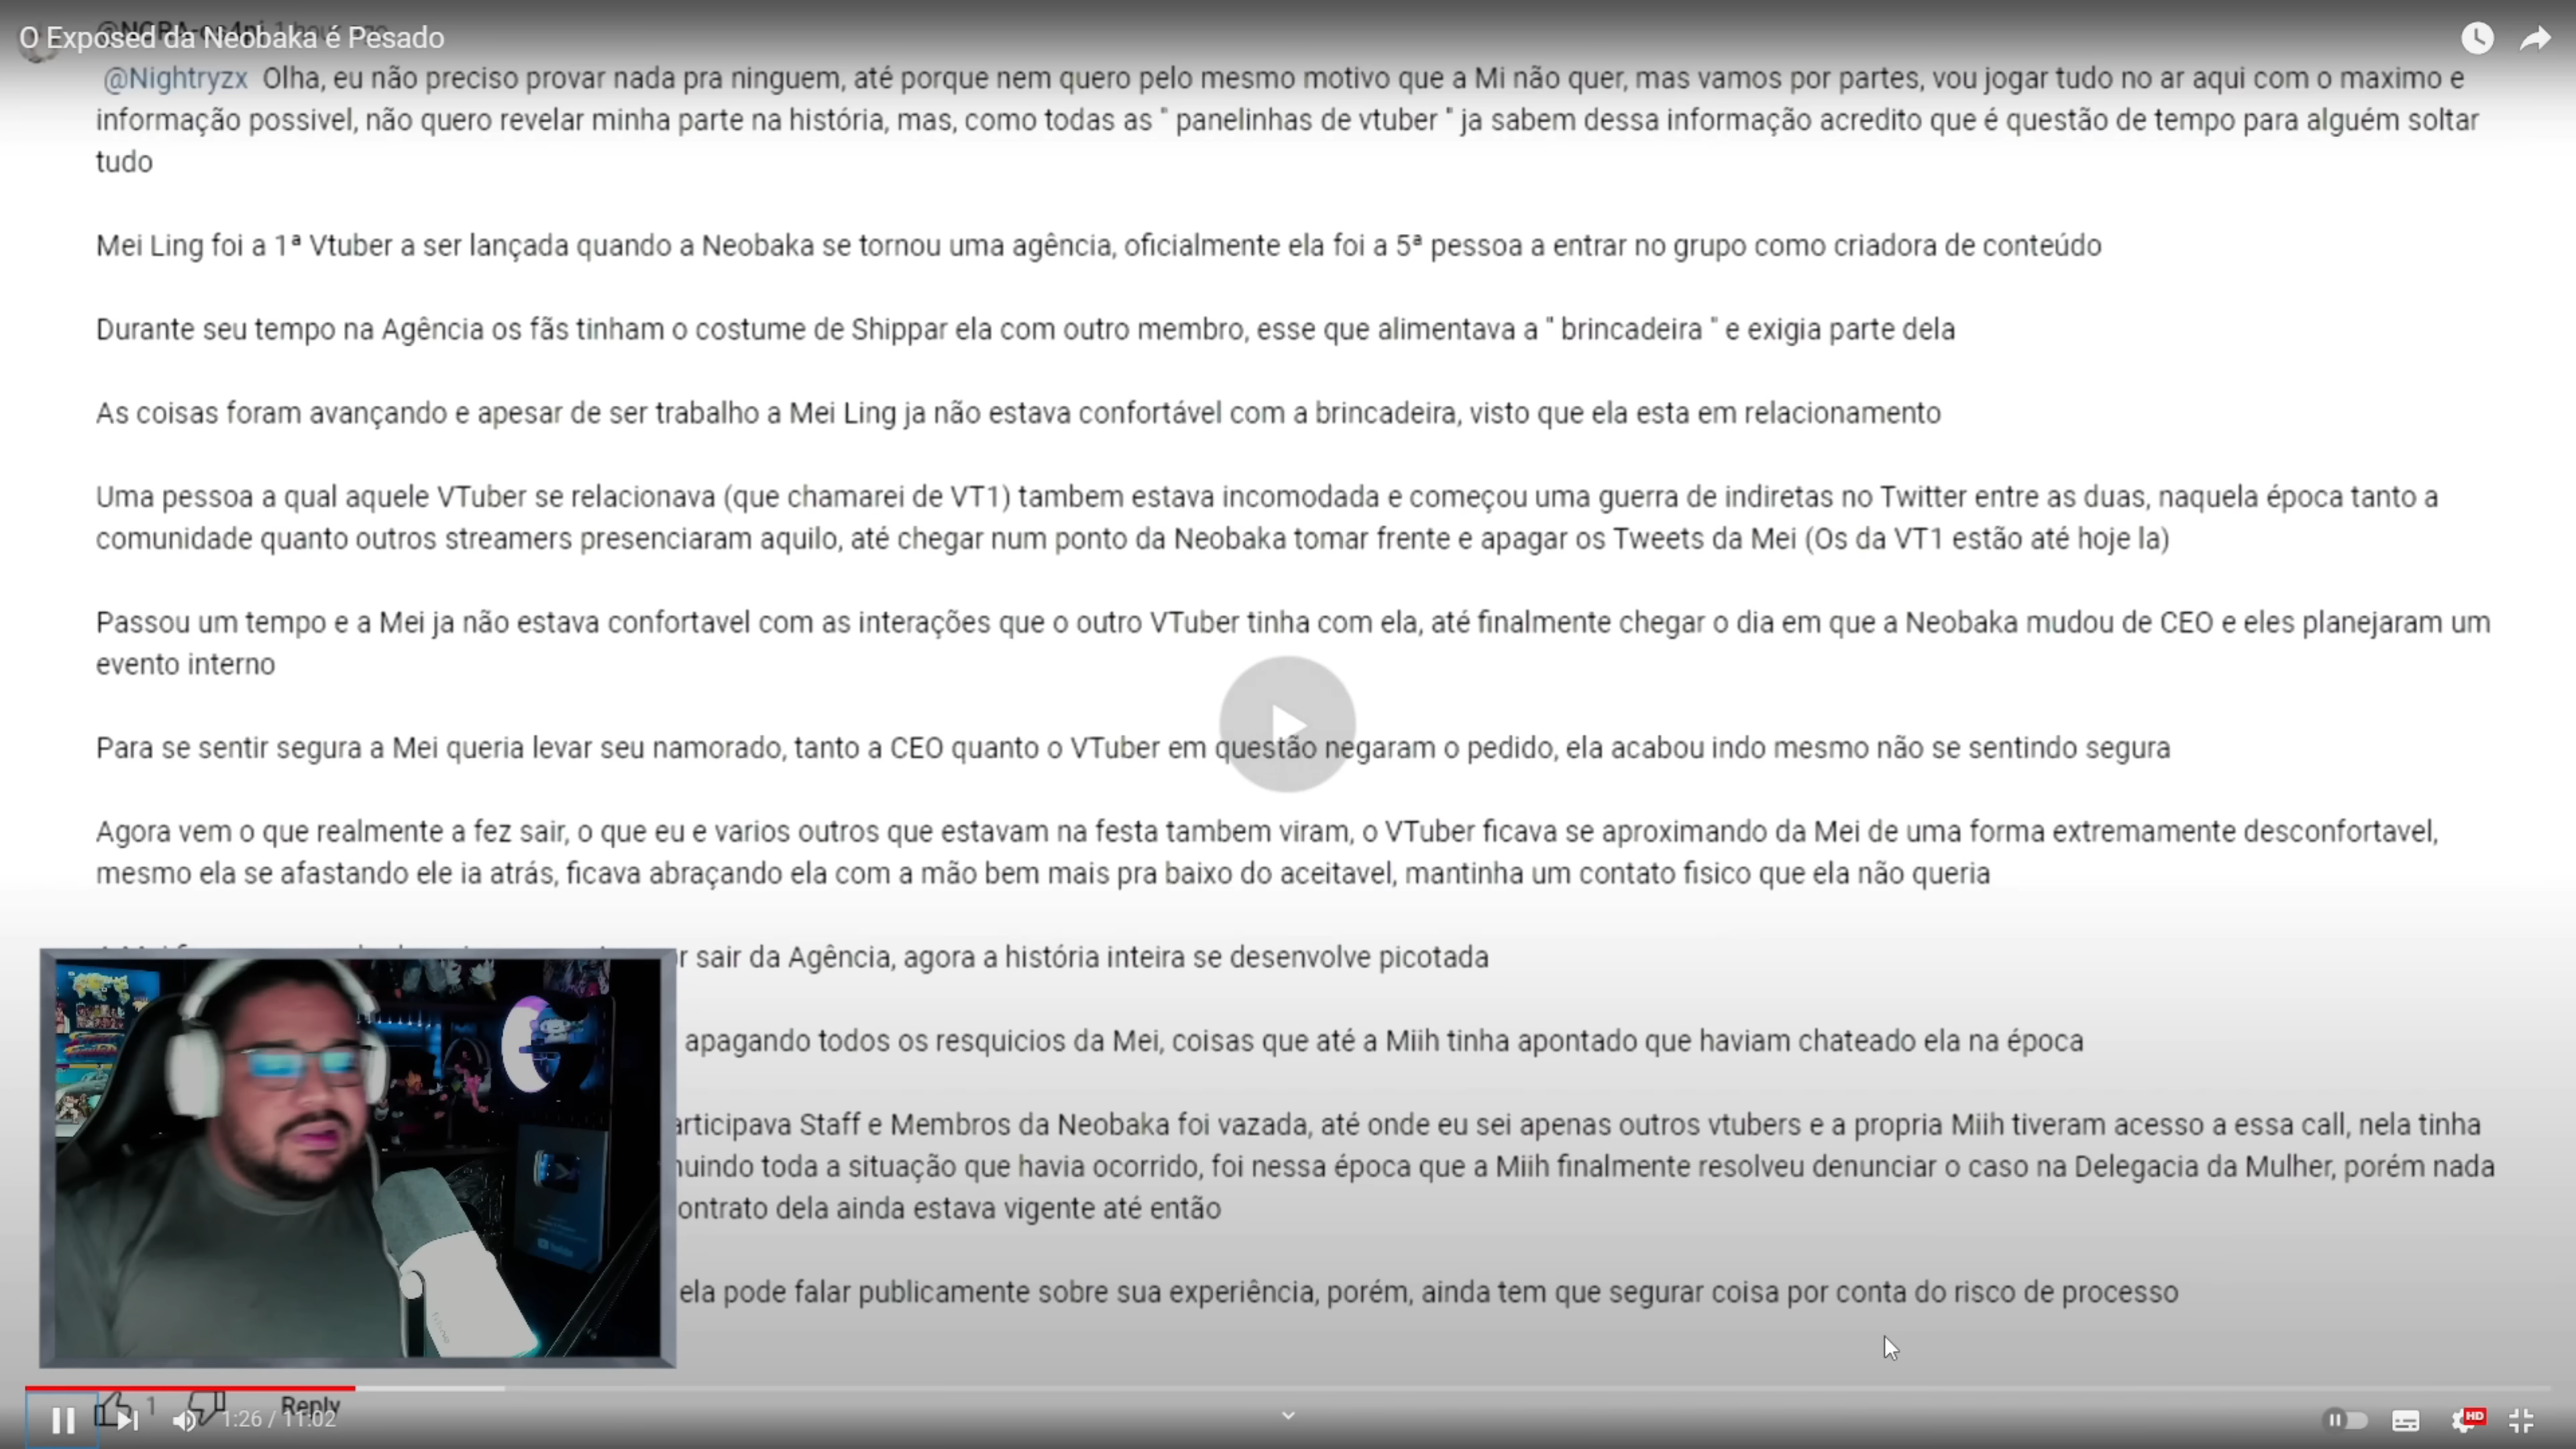 O Exposed da Neobaka é Pesado
@Nightryzx Olha, eu não preciso provar nada pra ninguem, até porque nem quero pelo mesmo motivo que a Mi não quer, mas vamos por partes, vou jogar tudo no ar aqui com o maximo e
informação possivel, não quero revelar minha parte na história, mas, como todas as " panelinhas de vtuber " ja sabem dessa informação acredito que é questão de tempo para alguém soltar
tudo
Mei Ling foi a 1ª Vtuber a ser lançada quando a Neobaka se tornou uma agência, oficialmente ela foi a 5ª pessoa a entrar no grupo como criadora de conteúdo
Durante seu tempo na Agência os fãs tinham o costume de Shippar ela com outro membro, esse que alimentava a " brincadeira " e exigia parte dela
As coisas foram avançando e apesar de ser trabalho a Mei Ling ja não estava confortável com a brincadeira, visto que ela esta em relacionamento
Uma pessoa a qual aquele VTuber se relacionava (que chamarei de VT1) tambem estava incomodada e começou uma guerra de indiretas no Twitter entre as duas, naquela época tanto a
comunidade quanto outros streamers presenciaram aquilo, até chegar num ponto da Neobaka tomar frente e apagar os Tweets da Mei (Os da VT1 estão até hoje la)
Passou um tempo e a Mei ja não estava confortavel com as interações que o outro VTuber tinha com ela, até finalmente chegar o dia em que a Neobaka mudou de CEO e eles planejaram um
evento interno
Para se sentir segura a Mei queria levar seu namorado, tanto a CEO quanto o VTuber em questão negaram o pedido, ela acabou indo mesmo não se sentindo segura
Agora vem o que realmente a fez sair, o que eu e varios outros que estavam na festa tambem viram, o VTuber ficava se aproximando da Mei de uma forma extremamente desconfortavel,
mesmo ela se afastando ele ia atrás, ficava abraçando ela com a mão bem mais pra baixo do aceitavel, mantinha um contato fisico que ela não queria
sair da Agência, agora a história inteira se desenvolve picotada
apagando todos os resquicios da Mei, coisas que até a Miih tinha apontado que haviam chateado ela na época
articipava Staff e Membros da Neobaka foi vazada, até onde eu sei apenas outros vtubers e a propria Miih tiveram acesso a essa call, nela tinha
nuindo toda a situação que havia ocorrido, foi nessa época que a Miih finalmente resolveu denunciar o caso na Delegacia da Mulher, porém nada
ontrato dela ainda estava vigente até então
ela pode falar publicamente sobre sua experiência, porém, ainda tem que segurar coisa por conta do risco de processo
1 Reply
1:26 / 11:02
HD